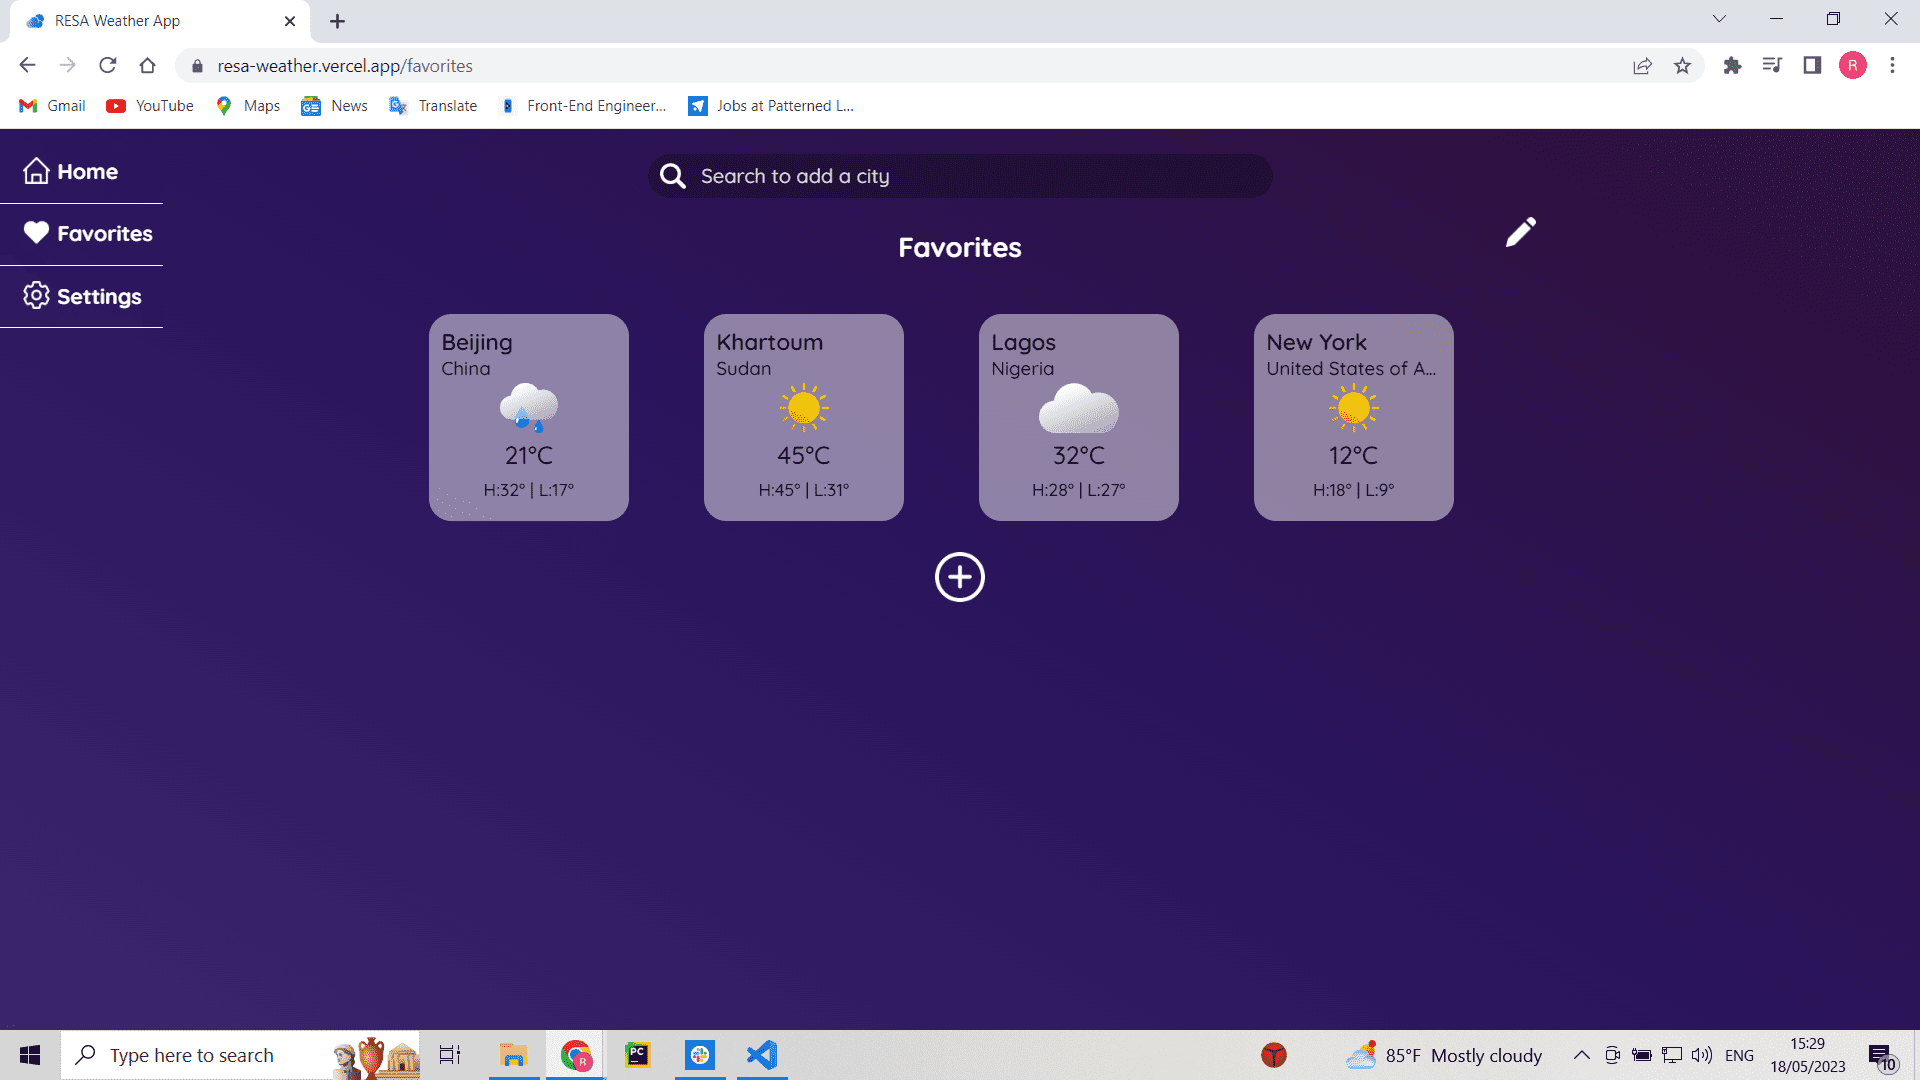 RESA Weather App
resa-weather.vercel.app/favorites
R
Gmail
YouTube
Maps
News
Translate
Front-End Engineer...
Jobs at Patterned L...
Home
Favorites
Settings
Search to add a city
Favorites
Beijing
China
21°C
H:32° | L:17°
Khartoum
Sudan
45°C
H:45° | L:31°
Lagos
Nigeria
32°C
H:28° | L:27°
New York
United States of A...
12°C
H:18° | L:9°
Type here to search
R
PC
85°F Mostly cloudy
ENG
15:29
18/05/2023
10